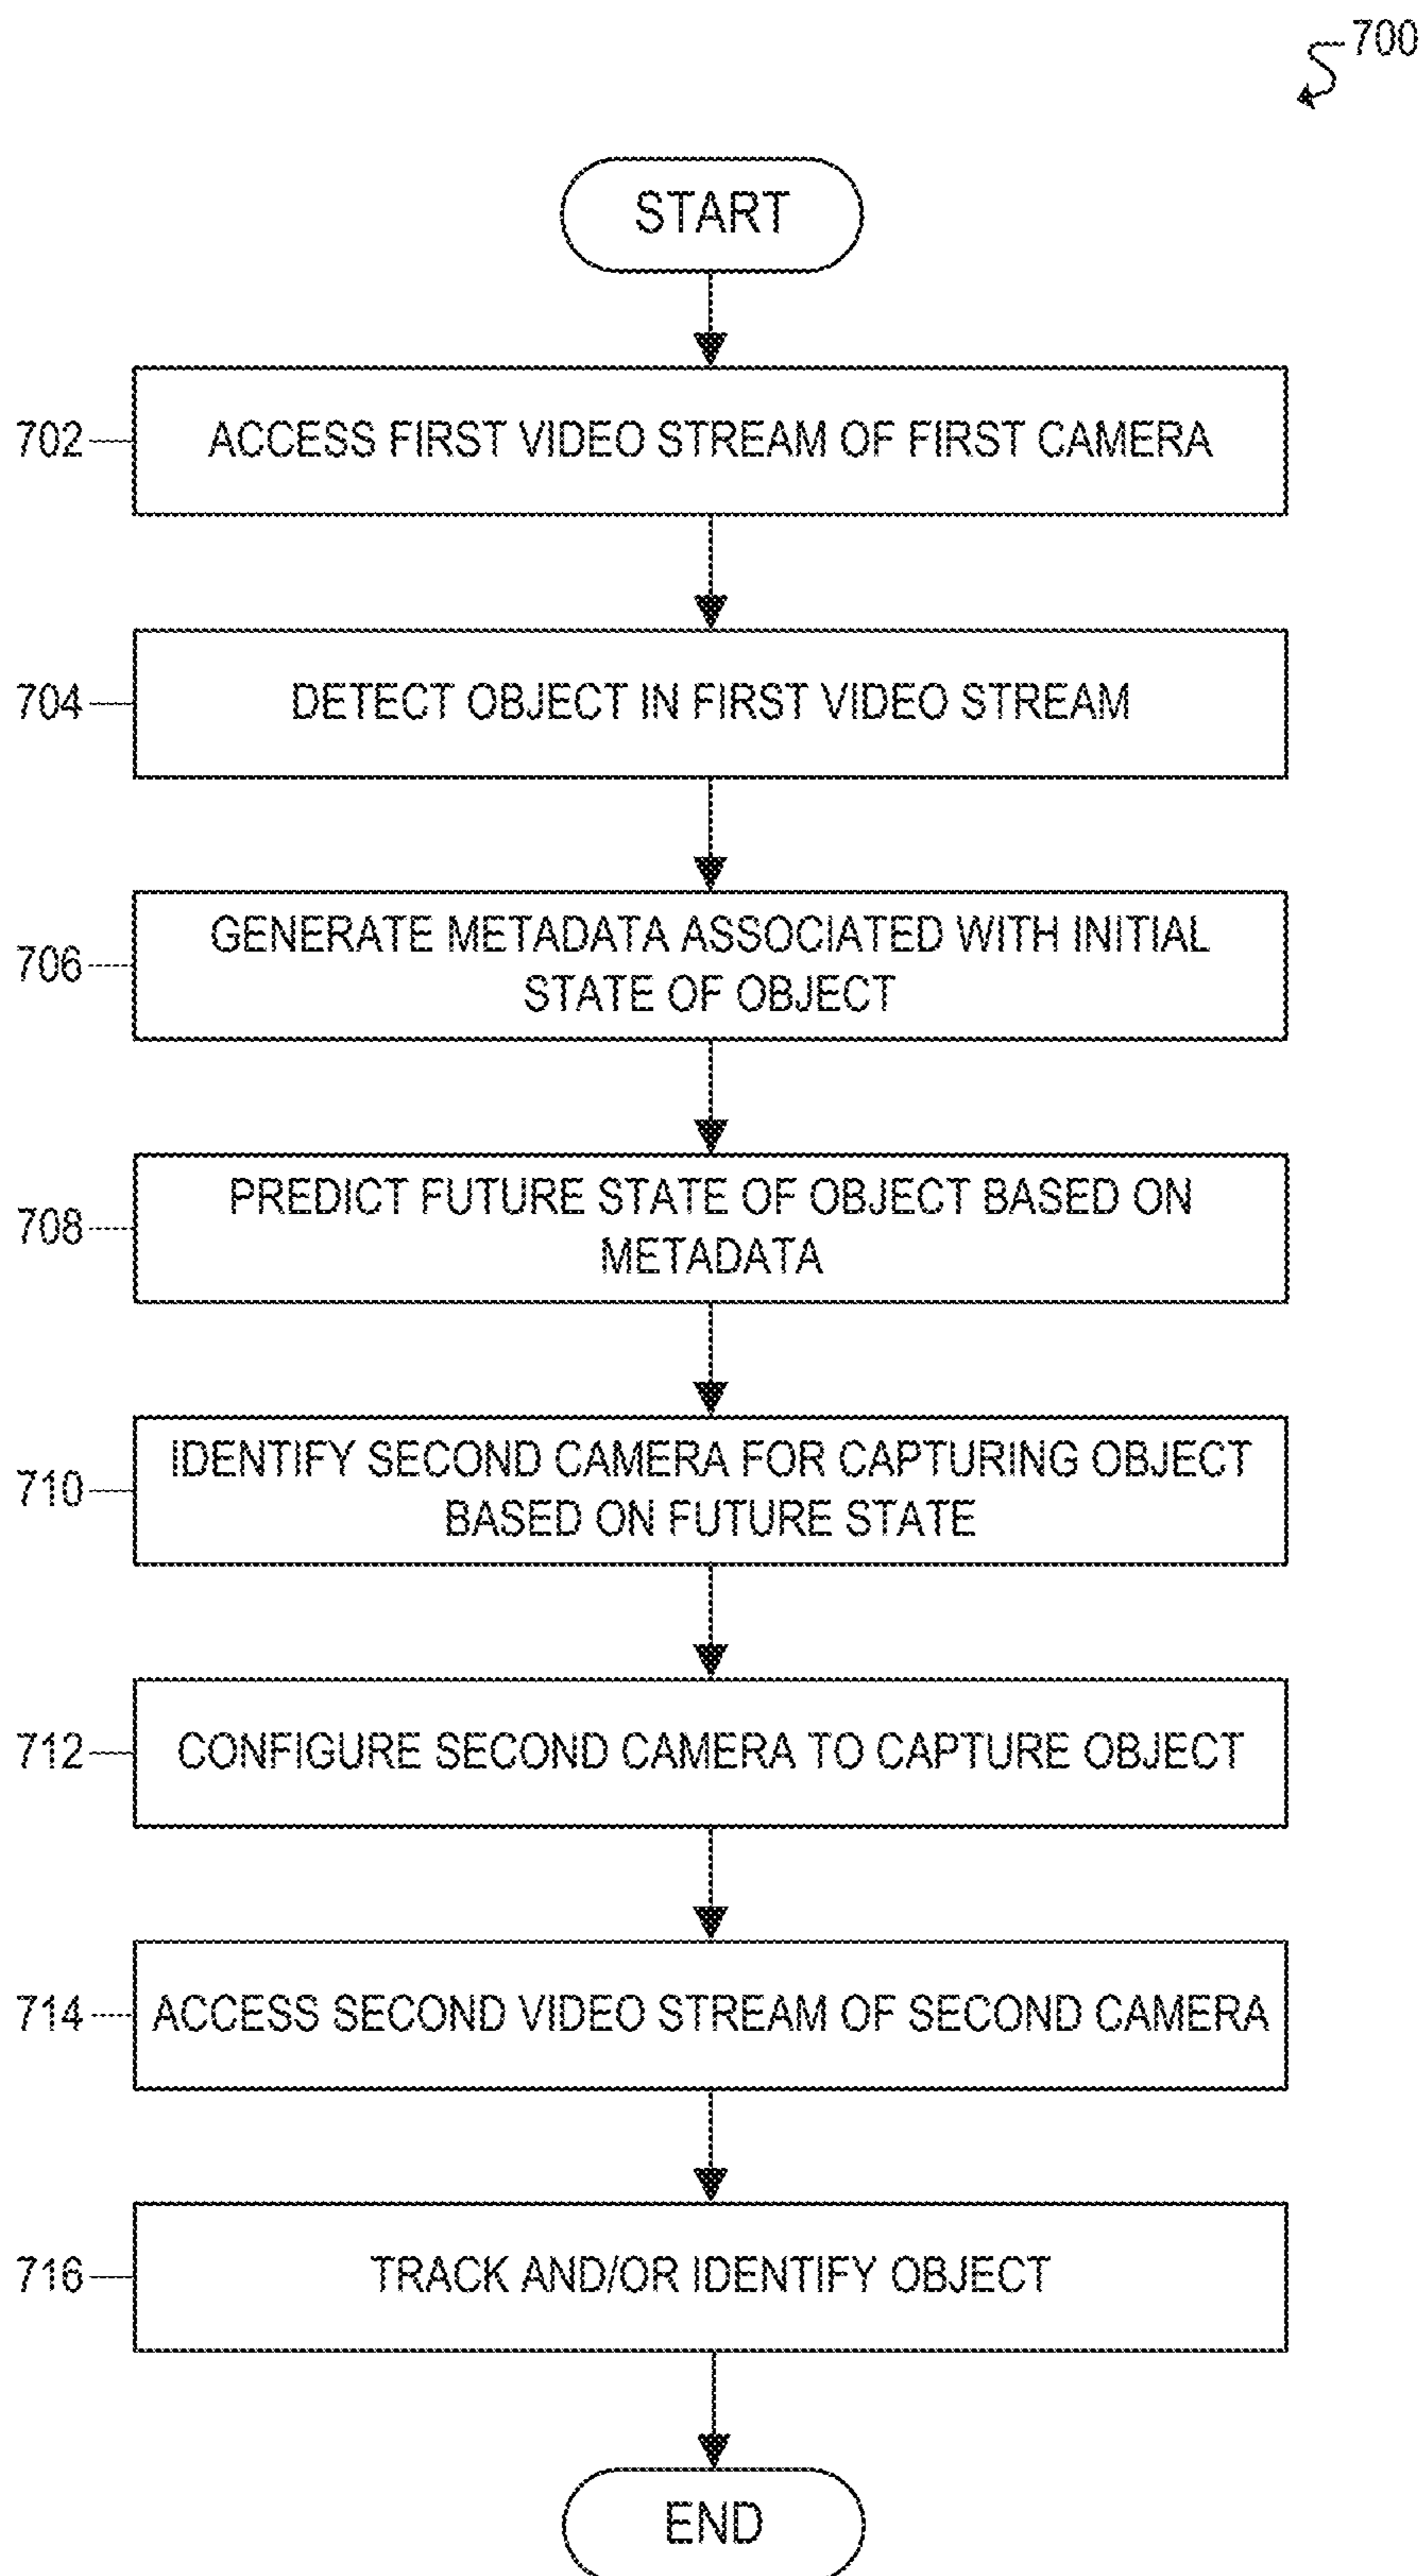 700
START
702
ACCESS FIRST VIDEO STREAM OF FIRST CAMERA
704
DETECT OBJECT IN FIRST VIDEO STREAM
706
GENERATE METADATA ASSOCIATED WITH INITIAL
STATE OF OBJECT
708
PREDICT FUTURE STATE OF OBJECT BASED ON
METADATA
710
IDENTIFY SECOND CAMERA FOR CAPTURING OBJECT
BASED ON FUTURE STATE
712
CONFIGURE SECOND CAMERA TO CAPTURE OBJECT
714
ACCESS SECOND VIDEO STREAM OF SECOND CAMERA
716
TRACK AND/OR IDENTIFY OBJECT
END